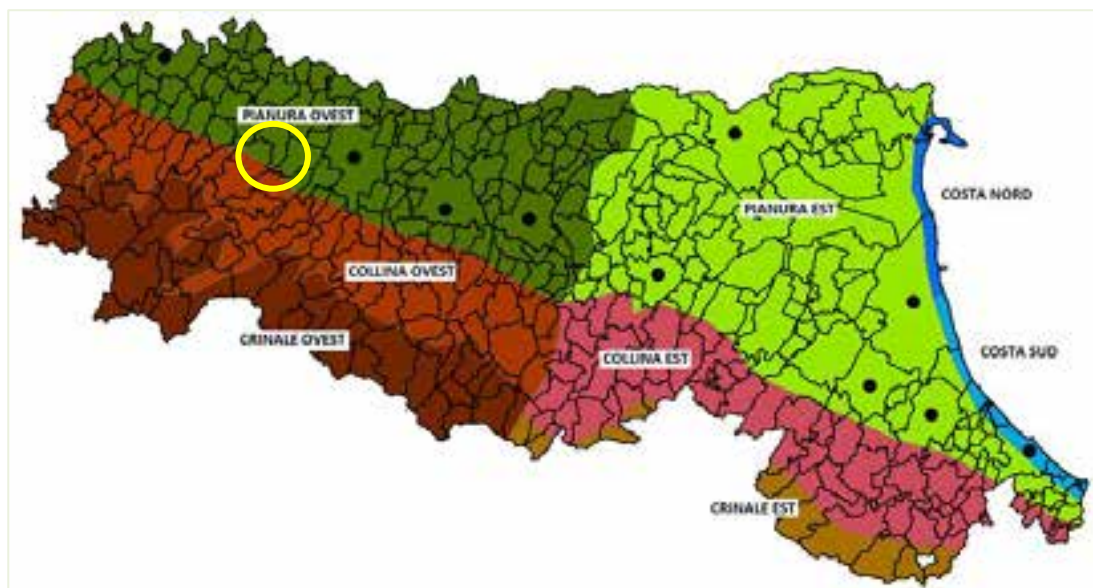 PIANURA OVEST
COSTA NORD
PIANURA EST
COLLINA OVEST
CRINALE OVEST
COLLINA EST
COSTA SUD
CRINALE EST